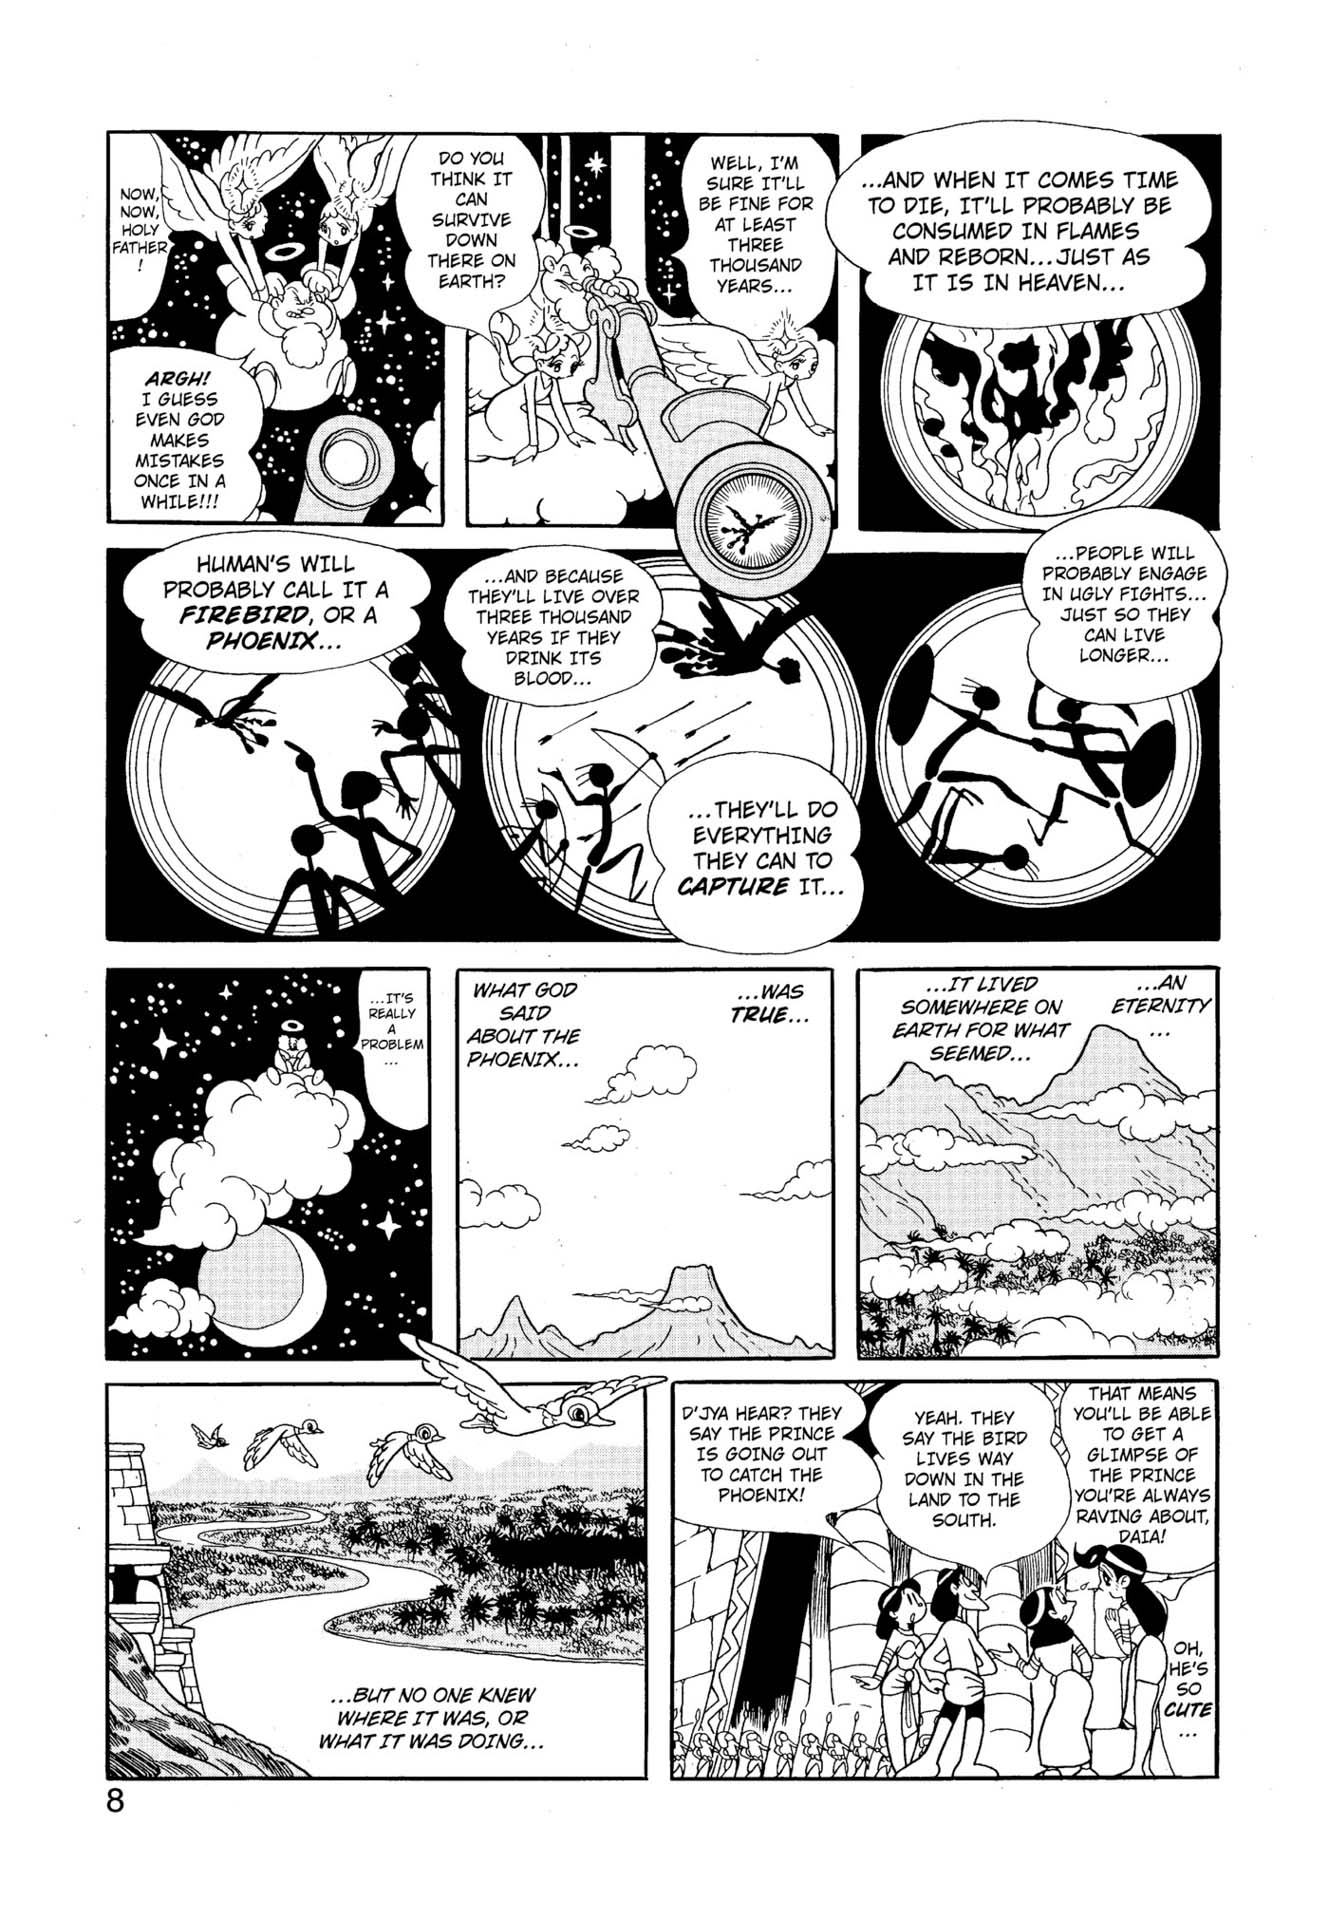 NOW,
NOW,
HOLY
FATHER
!
ARGH!
I GUESS
EVEN GOD
MAKES
MISTAKES
ONCE IN A
WHILE!!!
DO YOU
THINK IT
CAN
SURVIVE
DOWN
THERE ON
EARTH?
WELL, I'M
SURE IT'LL
BE FINE FOR
AT LEAST
THREE
THOUSAND
YEARS...
...AND WHEN IT COMES TIME
TO DIE, IT'LL PROBABLY BE
CONSUMED IN FLAMES
AND REBORN...JUST AS
IT IS IN HEAVEN...
HUMAN'S WILL
PROBABLY CALL IT A
FIREBIRD, OR A
PHOENIX...
...AND BECAUSE
THEY'LL LIVE OVER
THREE THOUSAND
YEARS IF THEY
DRINK ITS
BLOOD...
...THEY'LL DO
EVERYTHING
THEY CAN TO
CAPTURE IT...
...PEOPLE WILL
PROBABLY ENGAGE
IN UGLY FIGHTS...
JUST SO THEY
CAN LIVE
LONGER...
...IT'S
REALLY
A
PROBLEM
...
WHAT GOD
SAID
ABOUT THE
PHOENIX...
...WAS
TRUE...
...IT LIVED
SOMEWHERE ON
EARTH FOR WHAT
SEEMED...
...AN
ETERNITY
...
...BUT NO ONE KNEW
WHERE IT WAS, OR
WHAT IT WAS DOING...
D'JYA HEAR? THEY
SAY THE PRINCE
IS GOING OUT
TO CATCH THE
PHOENIX!
YEAH. THEY
SAY THE BIRD
LIVES WAY
DOWN IN THE
LAND TO THE
SOUTH.
THAT MEANS
YOU'LL BE ABLE
TO GET A
GLIMPSE OF
THE PRINCE
YOU'RE ALWAYS
RAVING ABOUT,
DAIA!
OH,
HE'S
SO
CUTE
...
8